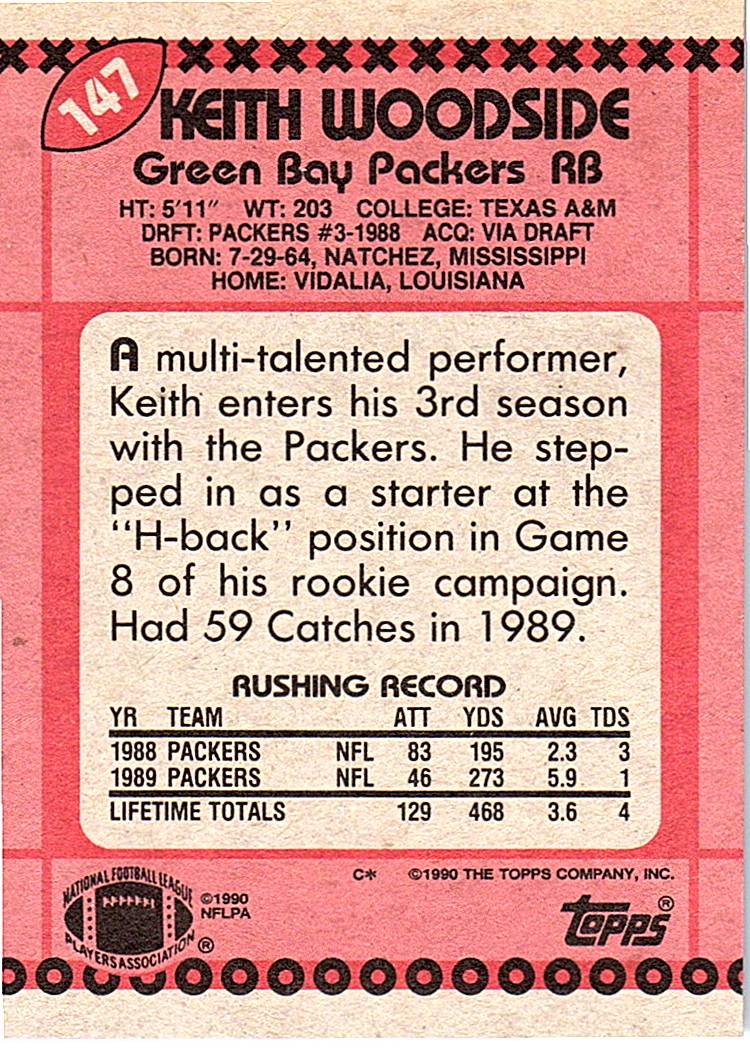 147
KEITH WOODSIDE
Green Bay Packers RB
HT: 5'11" WT: 203 COLLEGE: TEXAS A&M
DRFT: PACKERS #3-1988 ACQ: VIA DRAFT
BORN: 7-29-64, NATCHEZ, MISSISSIPPI
HOME: VIDALIA, LOUISIANA
A multi-talented performer,
Keith enters his 3rd season
with the Packers. He step-
ped in as a starter at the
"H-back" position in Game
8 of his rookie campaign.
Had 59 Catches in 1989.
RUSHING RECORD
YR TEAM ATT YDS AVG TDS
1988 PACKERS NFL 83 195 2.3 3
1989 PACKERS NFL 46 273 5.9 1
LIFETIME TOTALS 129 468 3.6 4
C* ©1990 THE TOPPS COMPANY, INC.
NATIONAL FOOTBALL LEAGUE
PLAYERS ASSOCIATION ®
©1990
NFLPA
topps®